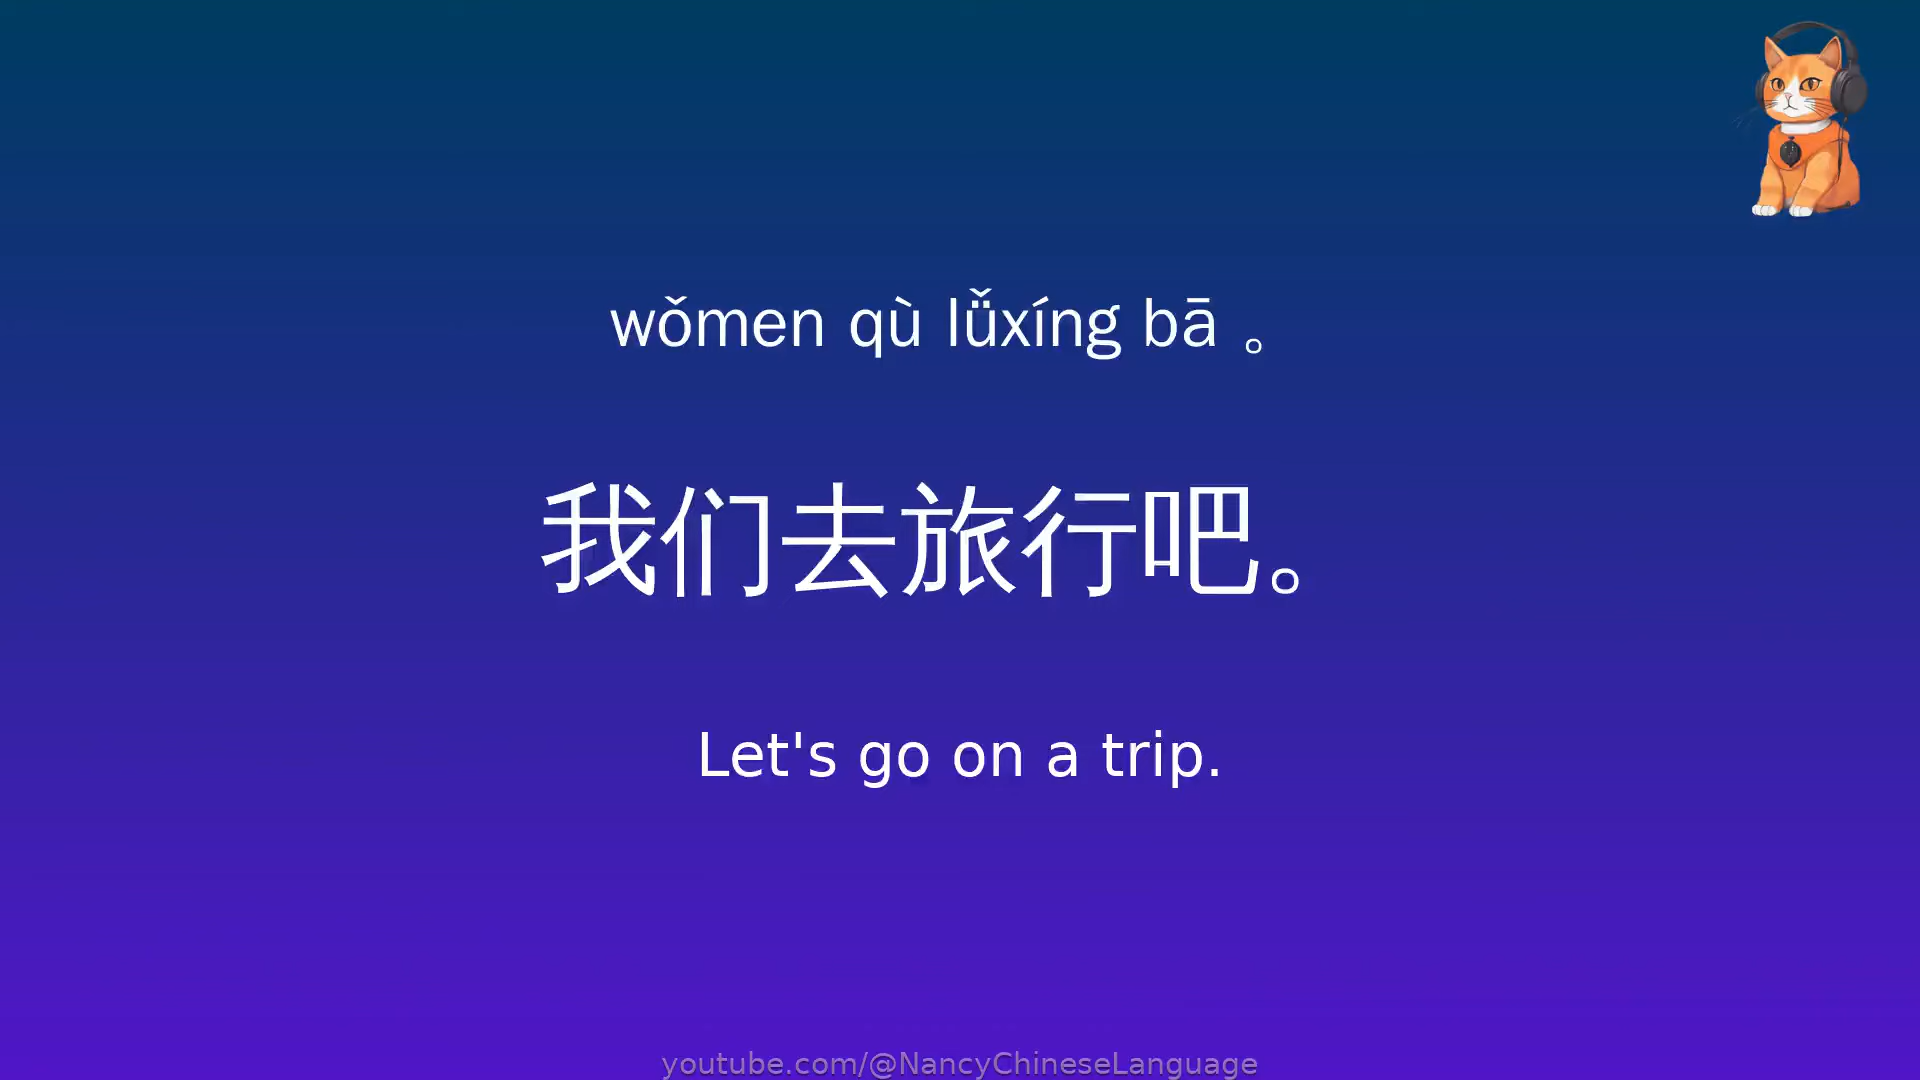 wǒmen qù lǚxíng bā 。
我们去旅行吧。
Let's go on a trip.
youtube.com/@NancyChineseLanguage